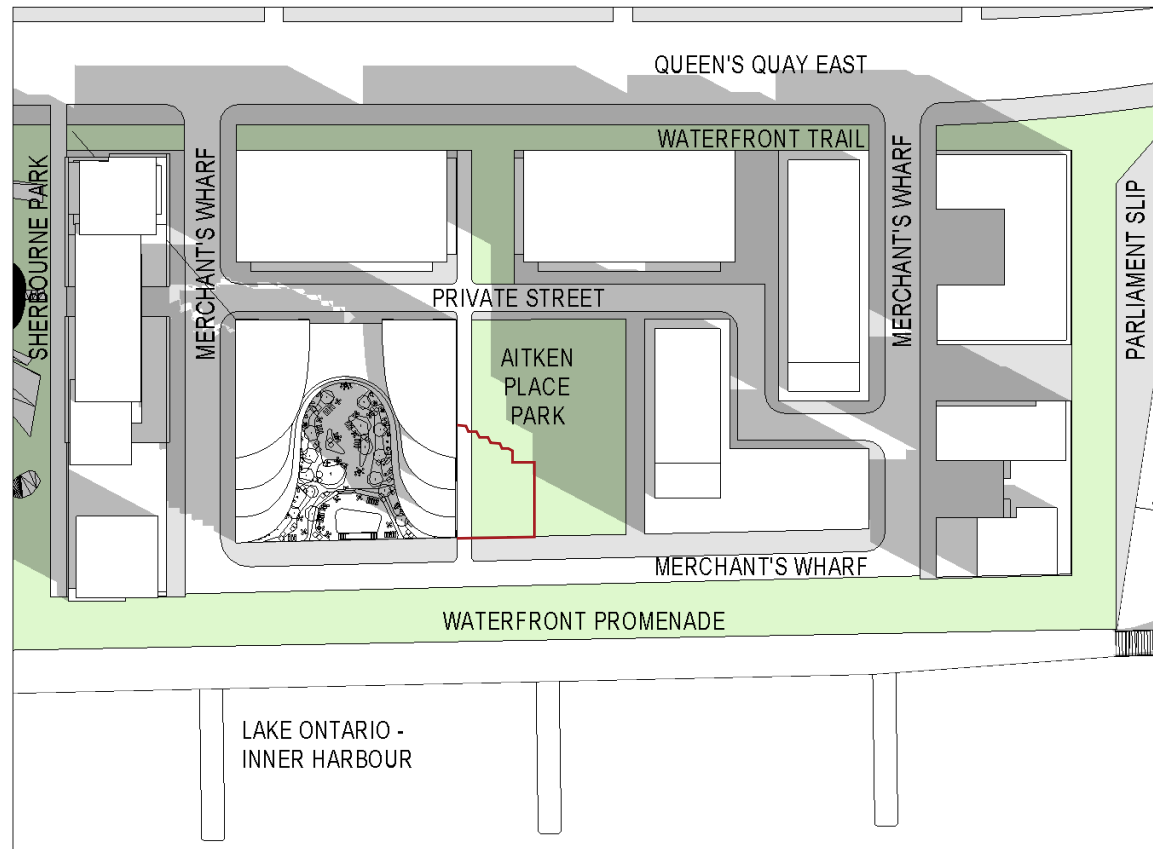 QUEEN'S QUAY EAST
WATERFRONT TRAIL
SHERBOURNE PARK
MERCHANT'S WHARF
MERCHANT'S WHARF
PARLIAMENT SLIP
PRIVATE STREET
AITKEN
PLACE
PARK
MERCHANT'S WHARF
WATERFRONT PROMENADE
LAKE ONTARIO -
INNER HARBOUR